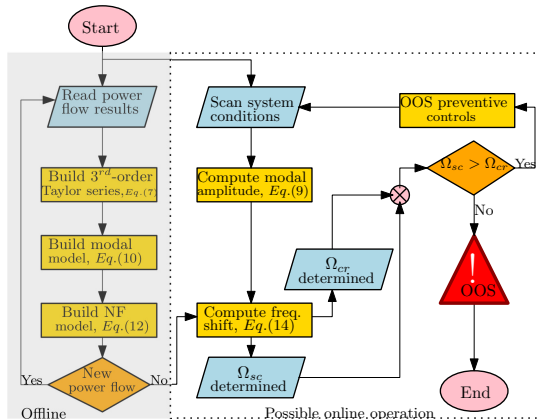 Start
Read power
flow results
Build 3rd-order
Taylor series,Eq.(7)
Build modal
model, Eq.(10)
Build NF
model, Eq.(12)
New
power flow
Yes
No
Offline
Scan system
conditions
Compute modal
amplitude, Eq.(9)
Compute freq.
shift, Eq.(14)
Ωsc
determined
Ωcr
determined
OOS preventive
controls
Ωsc > Ωcr
Yes
No
!
OOS
End
Possible online operation